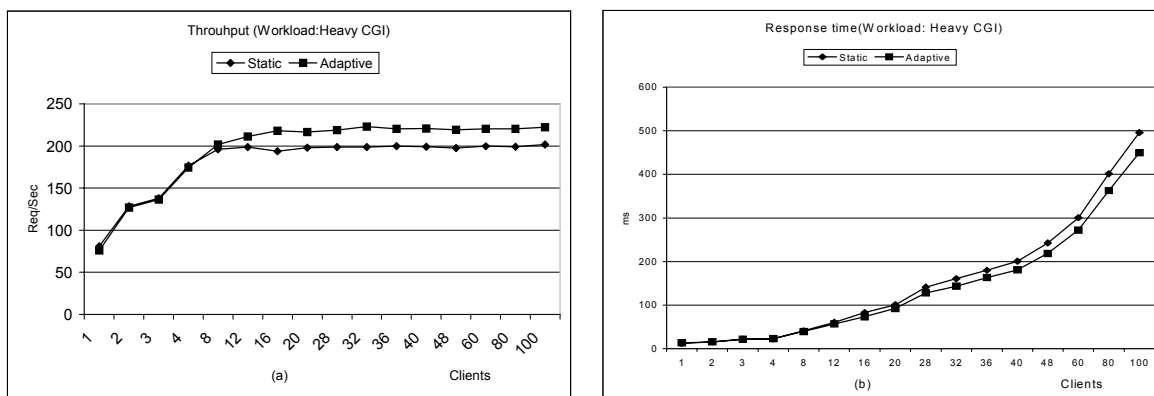 Throuhput (Workload:Heavy CGI)
Static Adaptive
250
200
150
100
50
0
Req/Sec
1 2 3 4 8 12 16 20 28 32 36 40 48 60 80 100
(a) Clients
Response time(Workload: Heavy CGI)
Static Adaptive
600
500
400
300
200
100
0
ms
1 2 3 4 8 12 16 20 28 32 36 40 48 60 80 100
(b) Clients